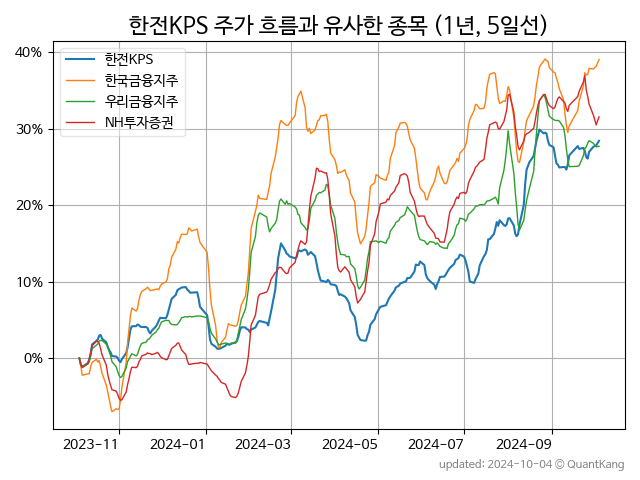 한전KPS 주가 흐름과 유사한 종목 (1년, 5일선)
40%
30%
20%
10%
0%
한전KPS
한국금융지주
우리금융지주
NH투자증권
2023-11
2024-01
2024-03
2024-05
2024-07
2024-09
updated: 2024-10-04 © QuantKang